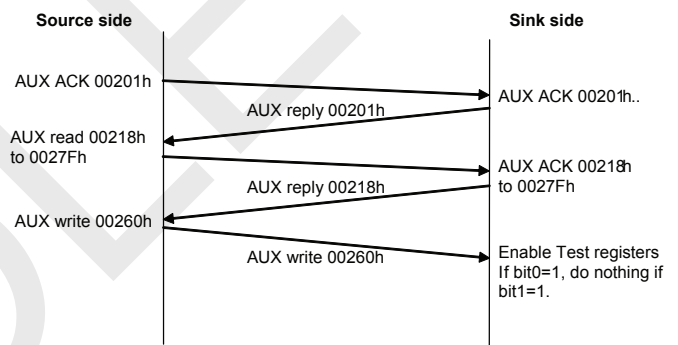 Source side
Sink side
AUX ACK 00201h
AUX ACK 00201h..
AUX reply 00201h
AUX read 00218h
to 0027Fh
AUX ACK 00218h
to 0027Fh
AUX reply 00218h
AUX write 00260h
AUX write 00260h
Enable Test registers
If bit0=1, do nothing if
bit1=1.